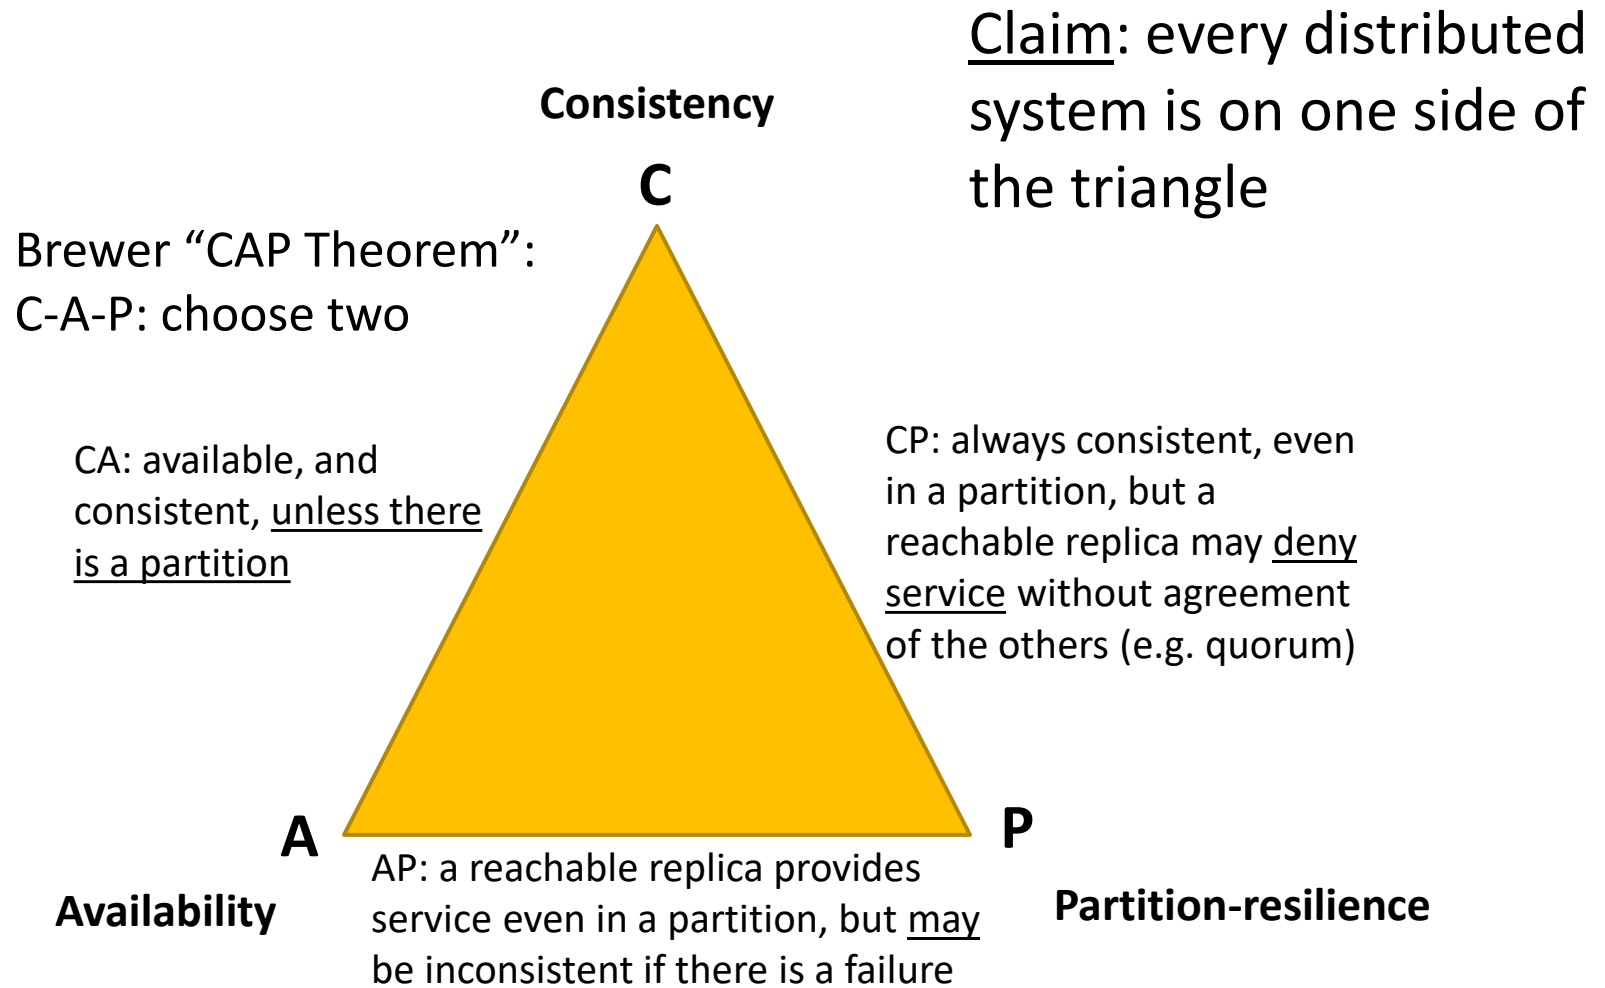 Claim: every distributed
system is on one side of
the triangle
Consistency
C
Brewer “CAP Theorem”:
C-A-P: choose two
CA: available, and
consistent, unless there
is a partition
CP: always consistent, even
in a partition, but a
reachable replica may deny
service without agreement
of the others (e.g. quorum)
A
P
Availability
AP: a reachable replica provides
service even in a partition, but may
be inconsistent if there is a failure
Partition-resilience